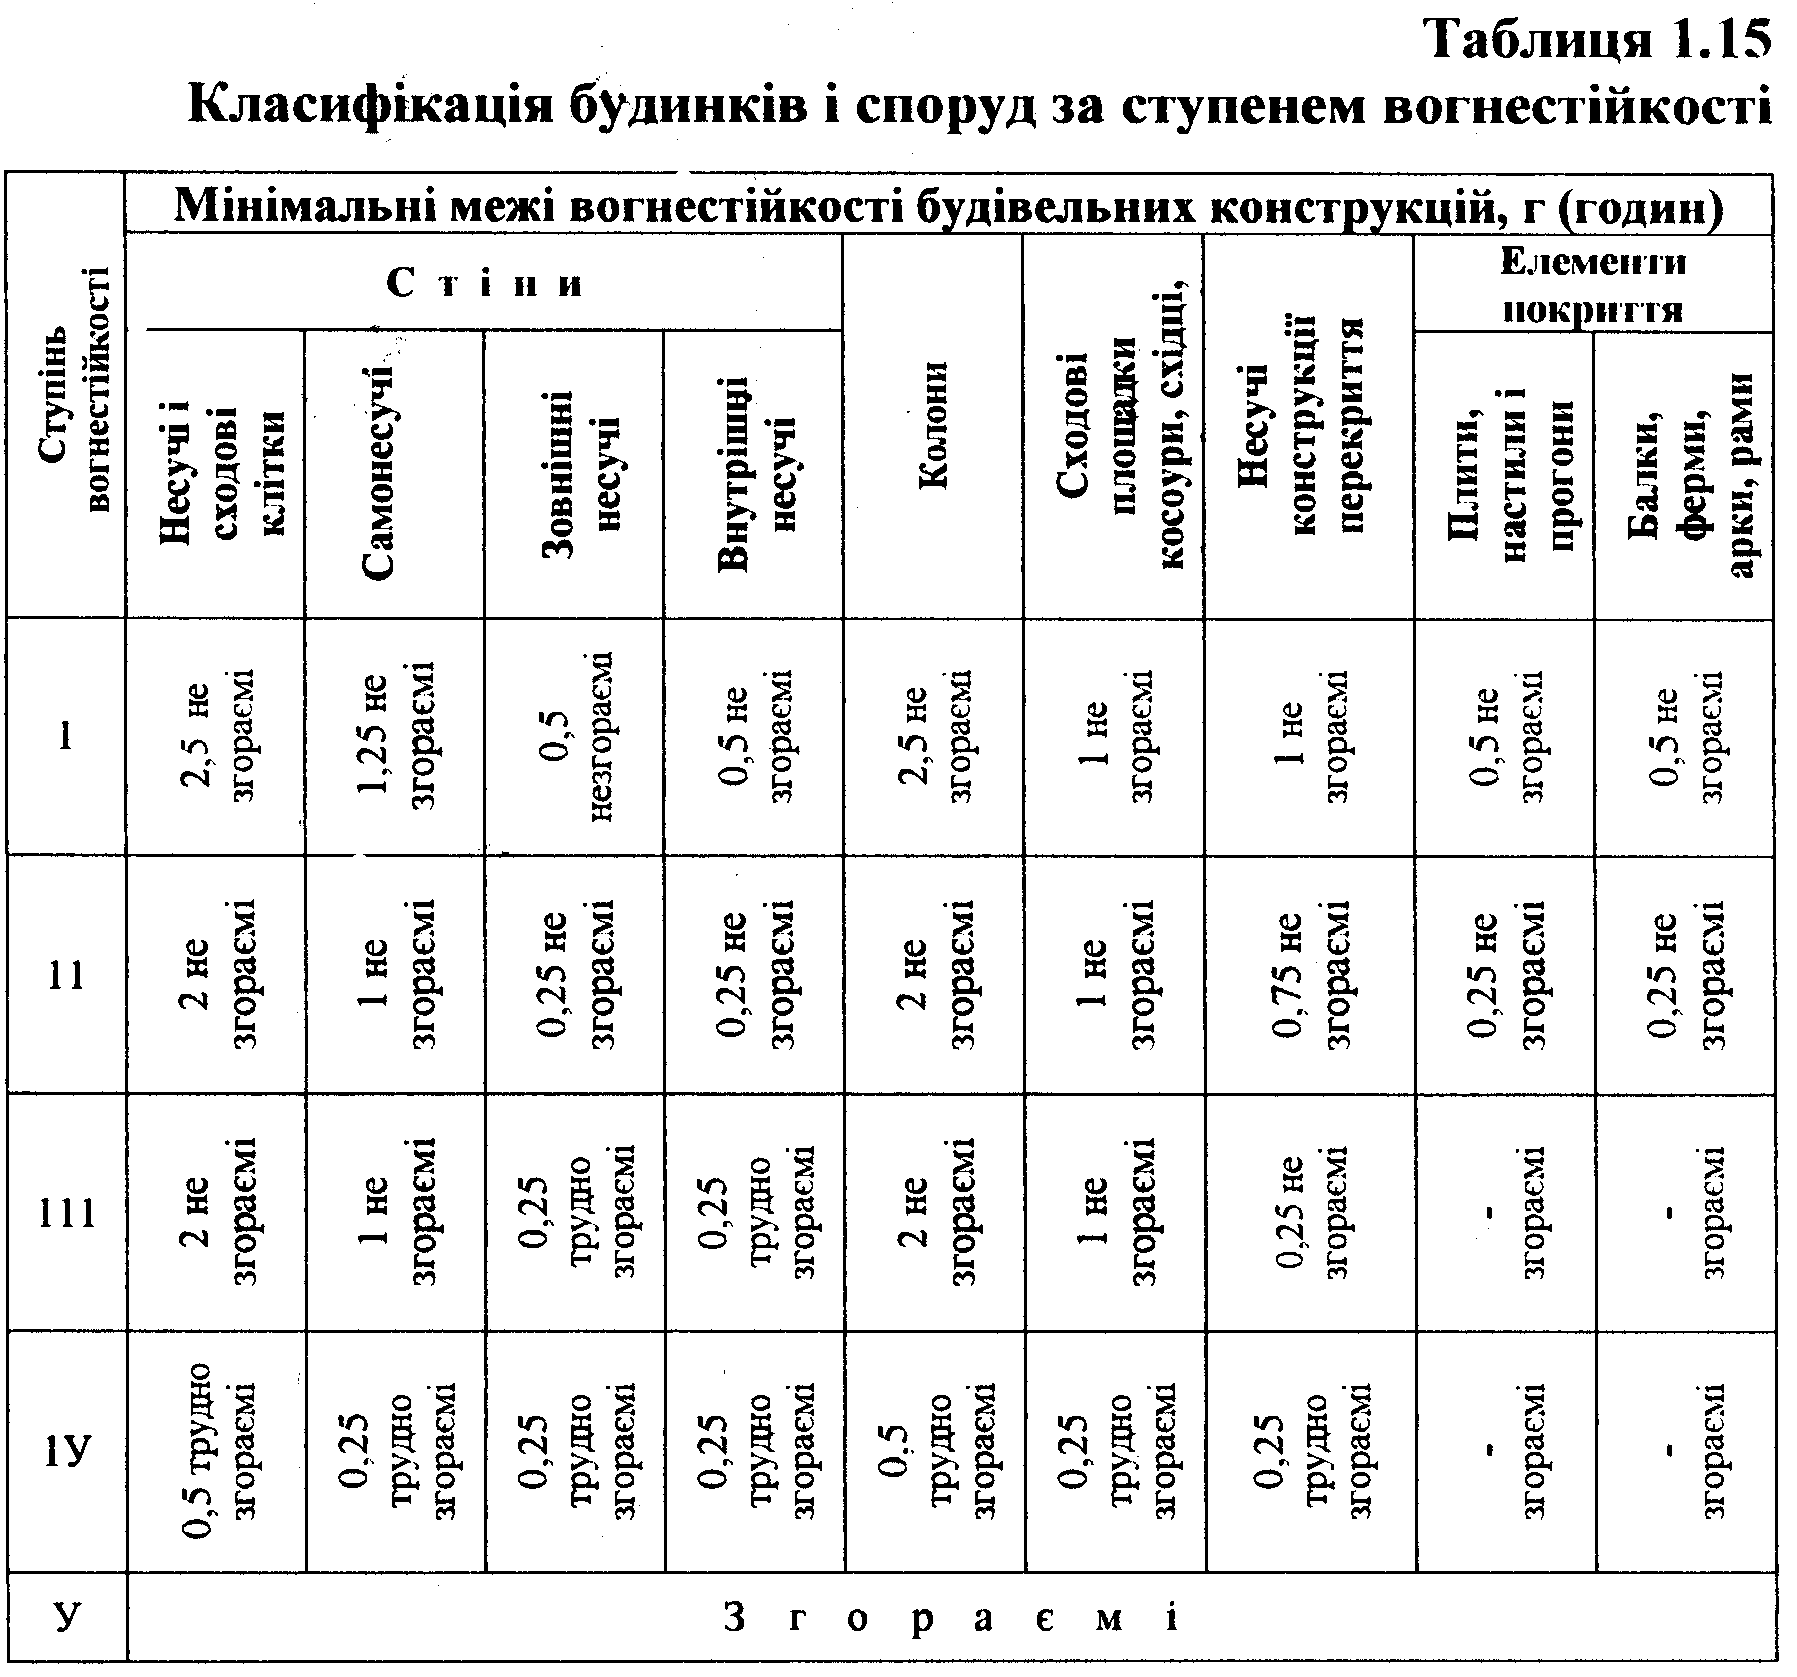 Таблиця 1.15
Класифікація будинків і споруд за ступенем вогнестійкості
Ступінь
вогнестійкості
Мінімальні межі вогнестійкості будівельних конструкцій, г (годин)
С т і н и
Колони
Сходові
площадки
косоури, східці,
Несучі
конструкції
перекриття
Елементи
покриття
Несучі і
сходові
клітки
Самонесучі
Зовнішні
несучі
Внутрішні
несучі
Плити,
настили і
прогони
Балки,
ферми,
арки, рами
1
2,5 не
згораємі
1,25 не
згораємі
0,5
незгораємі
0,5 не
згораємі
2,5 не
згораємі
1 не
згораємі
1 не
згораємі
0,5 не
згораємі
0,5 не
згораємі
11
2 не
згораємі
1 не
згораємі
0,25 не
згораємі
0,25 не
згораємі
2 не
згораємі
1 не
згораємі
0,75 не
згораємі
0,25 не
згораємі
0,25 не
згораємі
111
2 не
згораємі
1 не
згораємі
0,25
трудно
згораємі
0,25
трудно
згораємі
2 не
згораємі
1 не
згораємі
0,25 не
згораємі
-
згораємі
-
згораємі
1У
0,5 трудно
згораємі
0,25
трудно
згораємі
0,25
трудно
згораємі
0,25
трудно
згораємі
0,5
трудно
згораємі
0,25
трудно
згораємі
0,25
трудно
згораємі
-
згораємі
-
згораємі
У
З г о р а є м і